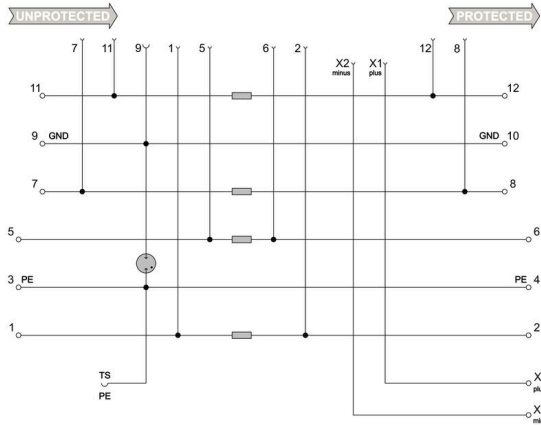 UNPROTECTED PROTECTED
7 11 9 1 5 6 2 12 8
X2 X1
minus plus
11 12
9 GND GND 10
7 8
5 6
3 PE PE 4
1 2
TS
PE
X
X